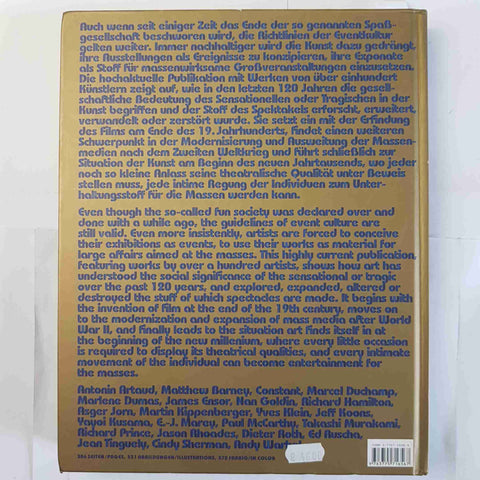 Auch wenn seit einiger Zeit das Ende der so genannten Spaß-
gesellschaft beschworen wird, die Richtlinien der Eventkultur
gelten weiter. Immer nachhaltiger wird die Kunst dazu gedrängt,
ihre Ausstellungen als Ereignisse zu konzipieren, ihre Exponate
als Stoff für massenwirksame Großveranstaltungen einzusetzen.
Die hochaktuelle Publikation mit Werken von über einhundert
Künstlern zeigt auf, wie in den letzten 120 Jahren die gesell-
schaftliche Bedeutung des Sensationellen oder Tragischen in der
Kunst begriffen und der Stoff des Spektakels erforscht, erweitert,
verwandelt oder zerstört wurde. Sie setzt ein mit der Erfindung
des Films am Ende des 19. Jahrhunderts, findet einen weiteren
Schwerpunkt in der Modernisierung und Ausweitung der Massen-
medien nach dem Zweiten Weltkrieg und führt schließlich zur
Situation der Kunst am Beginn des neuen Jahrtausends, wo jeder
noch so kleine Anlass seine theatralische Qualität unter Beweis
stellen muss, jede intime Regung der Individuen zum Unter-
haltungsstoff für die Massen werden kann.
Even though the so-called fun society was declared over and
done with a while ago, the guidelines of event culture are
still valid. Even more insistently, artists are forced to conceive
their exhibitions as events, to use their works as material for
large affairs aimed at the masses. This highly current publication,
featuring works by over a hundred artists, shows how art has
understood the social significance of the sensational or tragic
over the past 120 years, and explored, expanded, altered or
destroyed the stuff of which spectacles are made. It begins with
the invention of film at the end of the 19th century, moves on
to the modernization and expansion of mass media after World
War II, and finally leads to the situation art finds itself in at
the beginning of the new millenium, where every little occasion
is required to display its theatrical qualities, and every intimate
movement of the individual can become entertainment for
the masses.
Antonin Artaud, Matthew Barney, Constant, Marcel Duchamp,
Marlene Dumas, James Ensor, Nan Goldin, Richard Hamilton,
Asger Jorn, Martin Kippenberger, Yves Klein, Jeff Koons,
Yayoi Kusama, E.-J. Marey, Paul McCarthy, Takashi Murakami,
Richard Prince, Jason Rhoades, Dieter Roth, Ed Ruscha,
Jean Tinguely, Cindy Sherman, Andy Warhol
SEITEN/PAGES, 521 ABBILDUNGEN/ILLUSTRATIONS, 372 FARBIG/IN COLOR